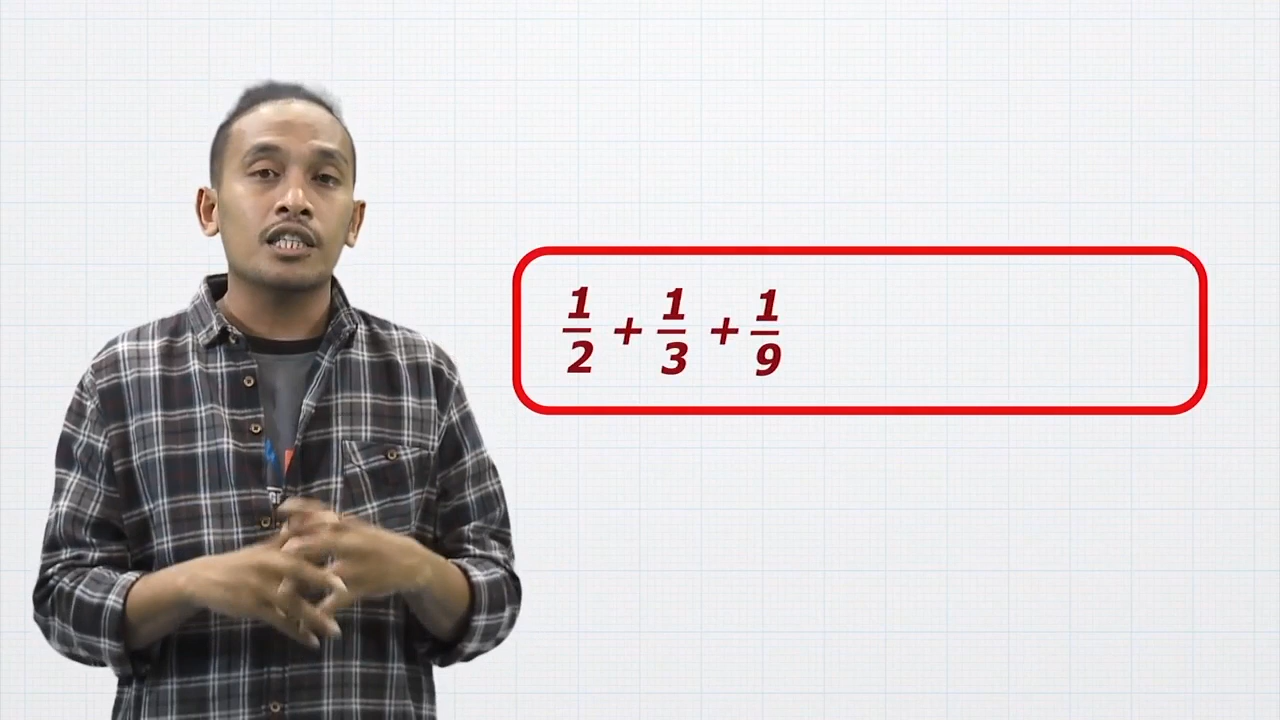 1/2 + 1/3 + 1/9